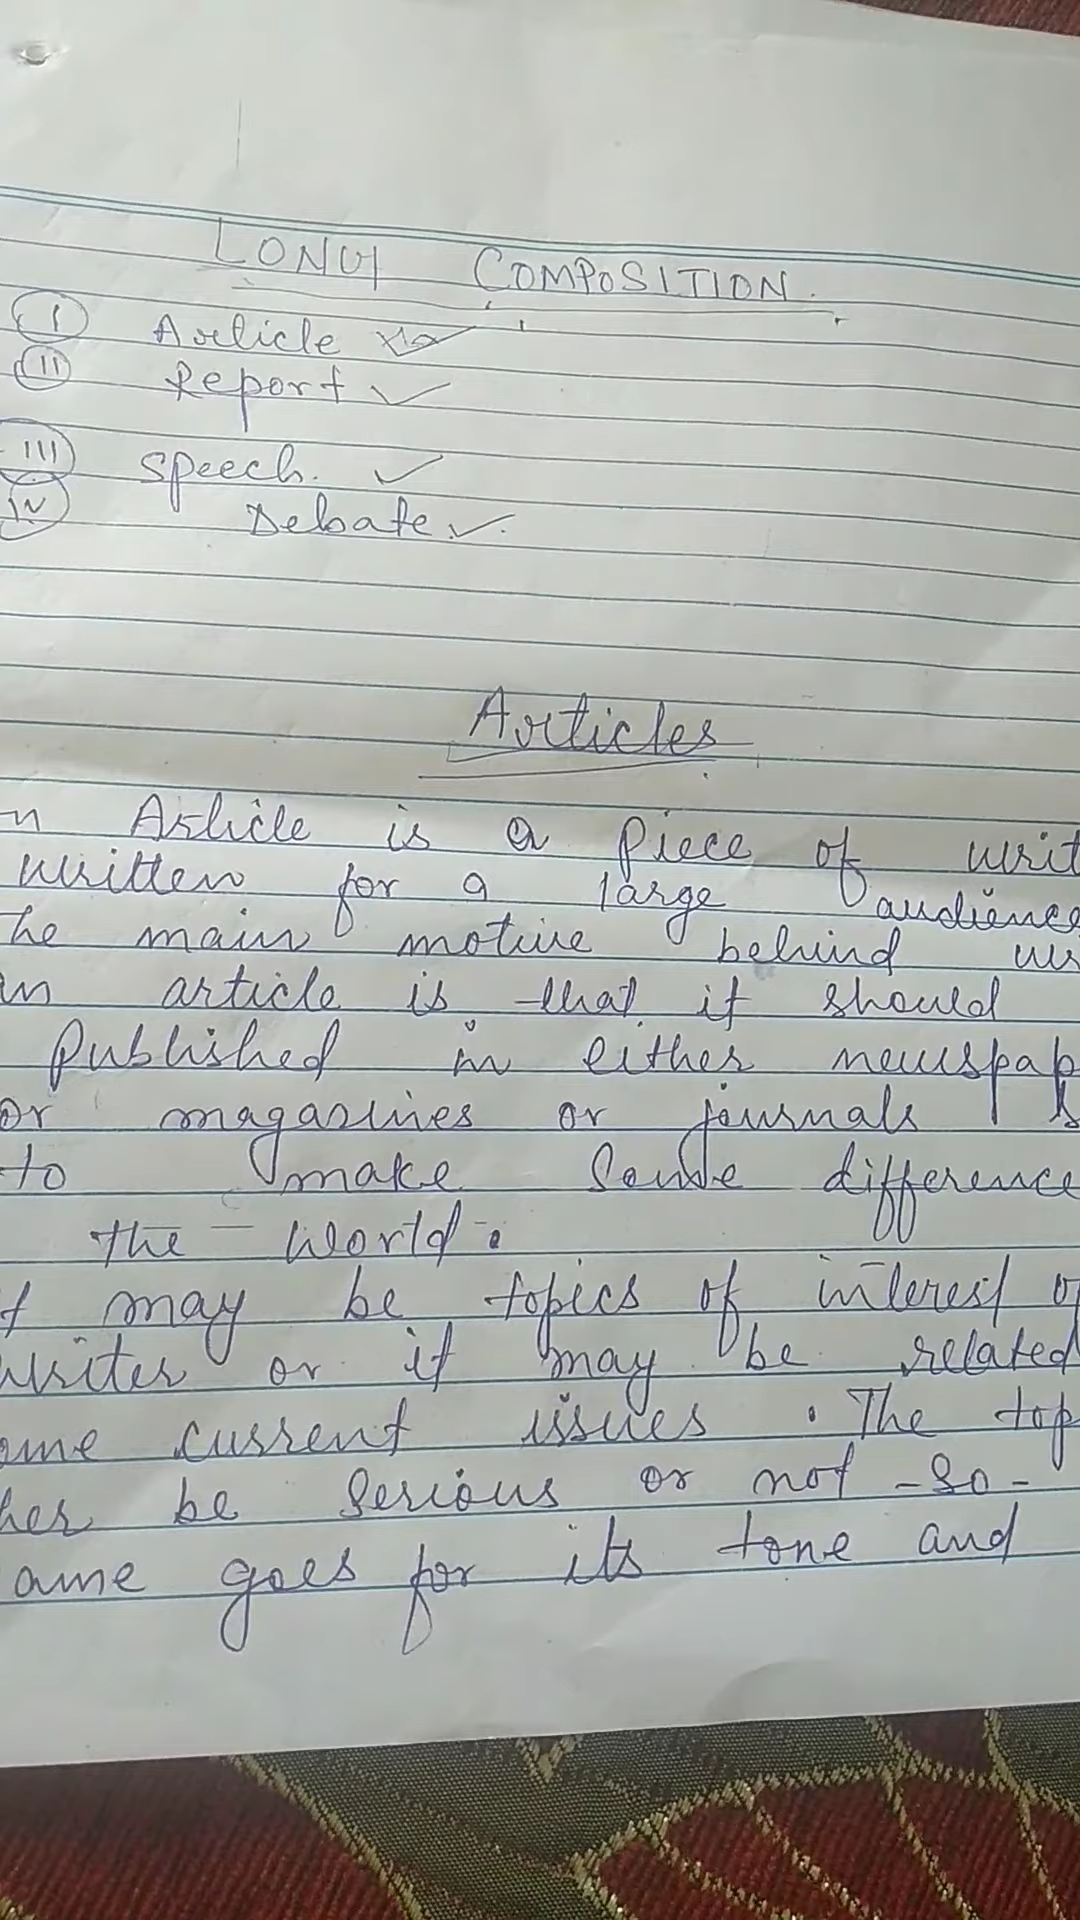 LONG COMPOSITION.
I Article
II Report
III Speech.
IV Debate
Articles
n Article is a piece of writ
written for a large audience
he main motive behind wr
an article is that it should
published in either newspap
or magazines or journals
to make some difference
the world.
t may be topics of interest of
writer or it may be related
ome current issues. The top
her be serious or not -so-
ame goes for its tone and